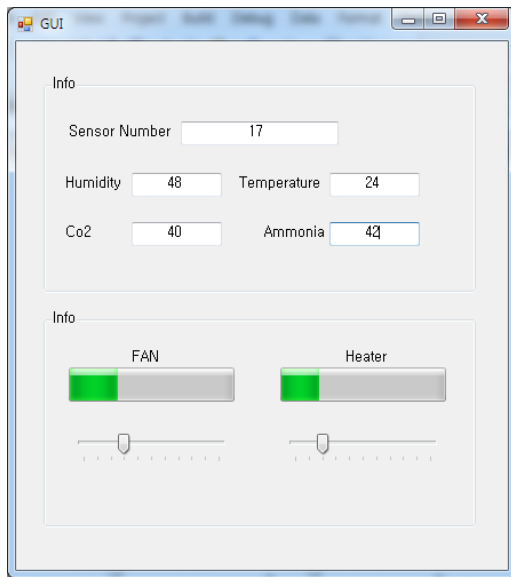 GUI
Info
Sensor Number 17
Humidity 48 Temperature 24
Co2 40 Ammonia 42
Info
FAN Heater